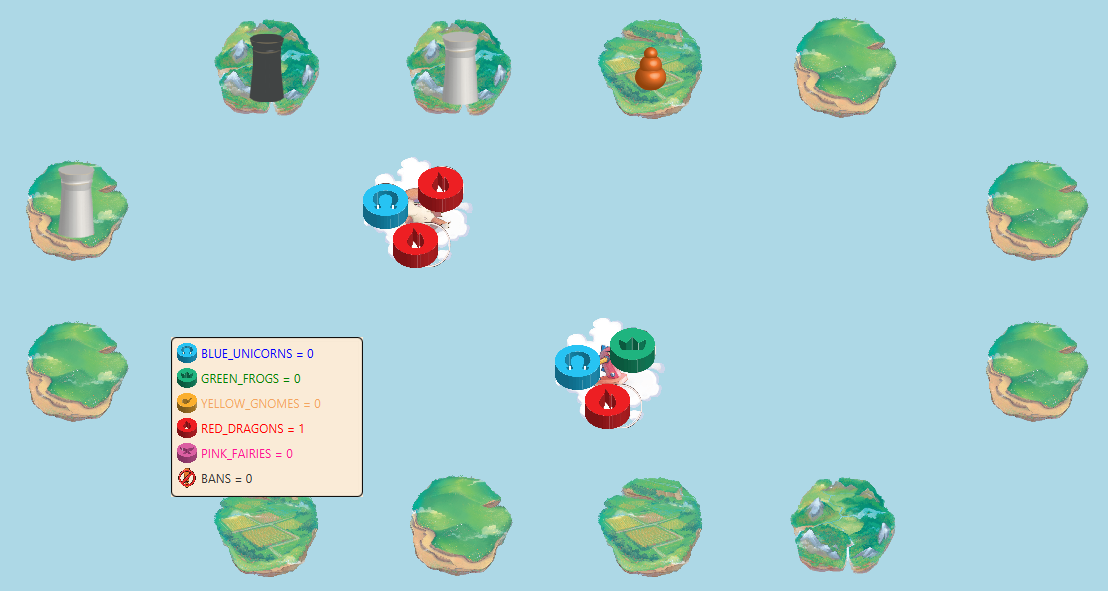 BLUE_UNICORNS = 0
GREEN_FROGS = 0
YELLOW_GNOMES = 0
RED_DRAGONS = 1
PINK_FAIRIES = 0
BANS = 0